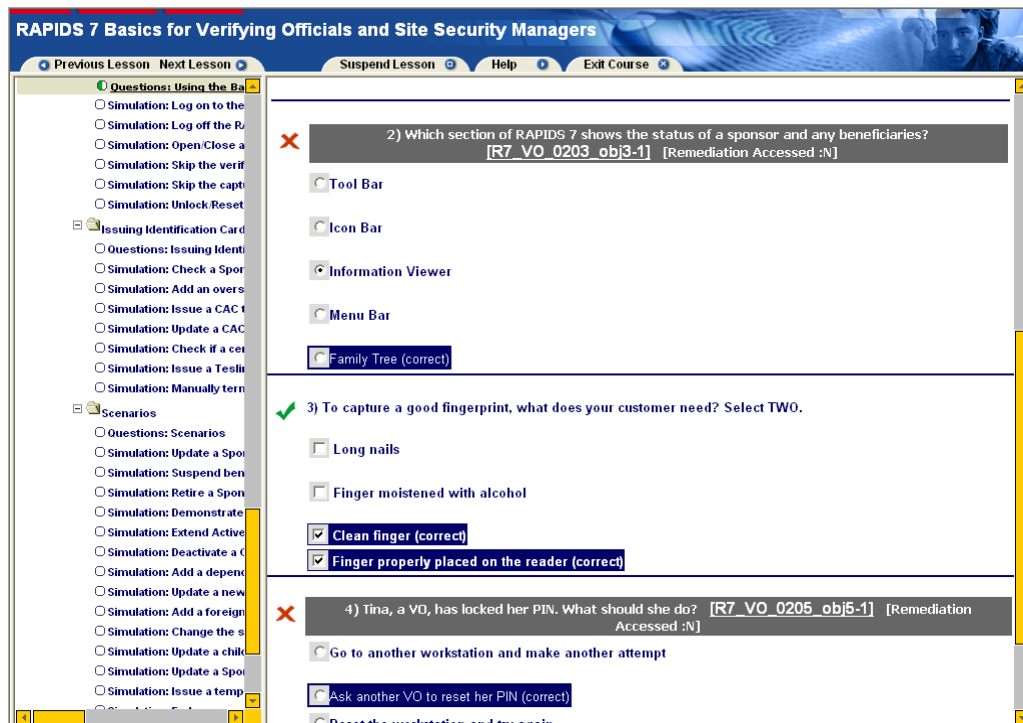 RAPIDS 7 Basics for Verifying Officials and Site Security Managers
Previous Lesson Next Lesson Suspend Lesson Help Exit Course
Questions: Using the Ba
Simulation: Log on to the
Simulation: Log off the R
Simulation: Open/Close a
Simulation: Skip the verif
Simulation: Skip the capt
Simulation: Unlock/Reset
Issuing Identification Card
Questions: Issuing Identi
Simulation: Check a Spor
Simulation: Add an overs
Simulation: Issue a CAC t
Simulation: Update a CAC
Simulation: Check if a cer
Simulation: Issue a Teslin
Simulation: Manually term
Scenarios
Questions: Scenarios
Simulation: Update a Spo
Simulation: Suspend ben
Simulation: Retire a Spon
Simulation: Demonstrate
Simulation: Extend Active
Simulation: Deactivate a C
Simulation: Add a depend
Simulation: Update a new
Simulation: Add a foreign
Simulation: Change the s
Simulation: Update a child
Simulation: Update a Spo
Simulation: Issue a temp
2) Which section of RAPIDS 7 shows the status of a sponsor and any beneficiaries?
[R7_VO_0203_obj3-1] [Remediation Accessed :N]
Tool Bar
Icon Bar
Information Viewer
Menu Bar
Family Tree (correct)
3) To capture a good fingerprint, what does your customer need? Select TWO.
Long nails
Finger moistened with alcohol
Clean finger (correct)
Finger properly placed on the reader (correct)
4) Tina, a VO, has locked her PIN. What should she do? [R7_VO_0205_obj5-1] [Remediation
Accessed :N]
Go to another workstation and make another attempt
Ask another VO to reset her PIN (correct)
Reset the workstation and try again